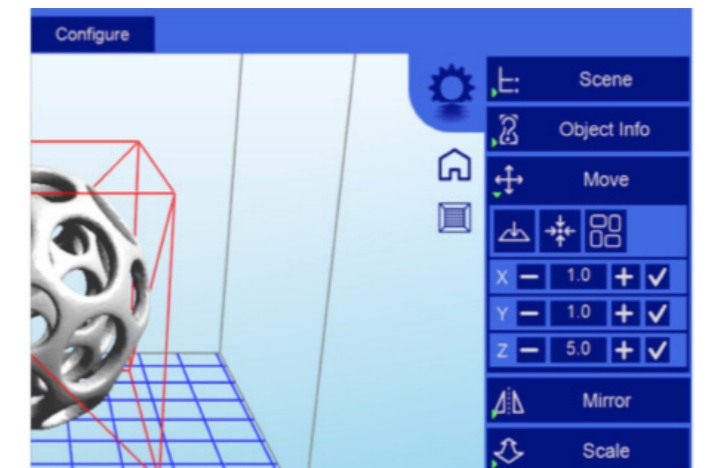 Configure
Scene
Object Info
Move
X 1.0
Y 1.0
Z 5.0
Mirror
Scale